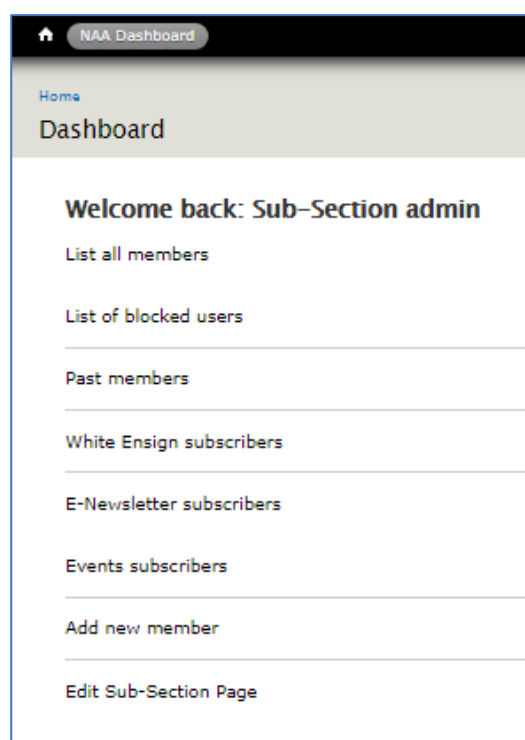 NAA Dashboard
Home
Dashboard
Welcome back: Sub-Section admin
List all members
List of blocked users
Past members
White Ensign subscribers
E-Newsletter subscribers
Events subscribers
Add new member
Edit Sub-Section Page